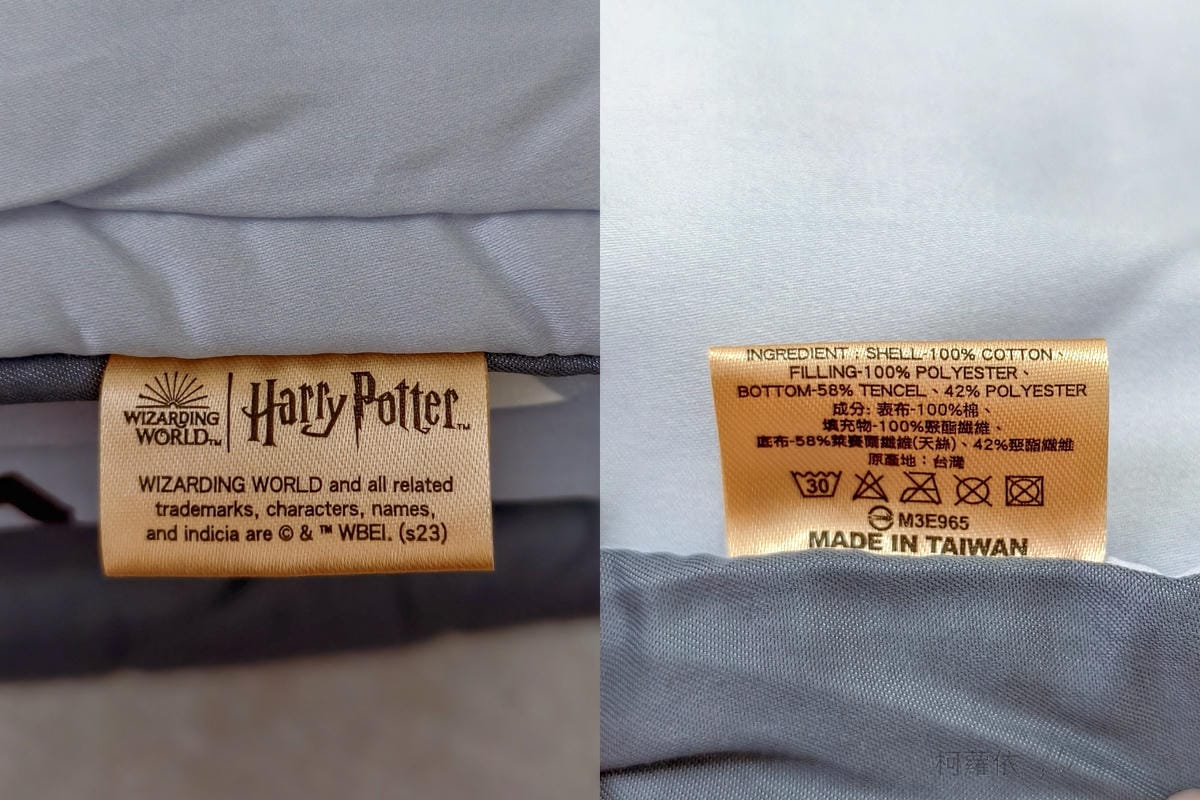 WIZARDING
WORLD™
Harry Potter™
WIZARDING WORLD and all related
trademarks, characters, names,
and indicia are © & ™ WBEI. (s23)
INGREDIENT : SHELL-100% COTTON、
FILLING-100% POLYESTER、
BOTTOM-58% TENCEL、42% POLYESTER
成分: 表布-100%棉、
填充物-100%聚酯纖維、
底布-58%萊賽爾纖維(天絲)、42%聚酯纖維
原產地：台灣
30
M3E965
MADE IN TAIWAN
柯蘿依